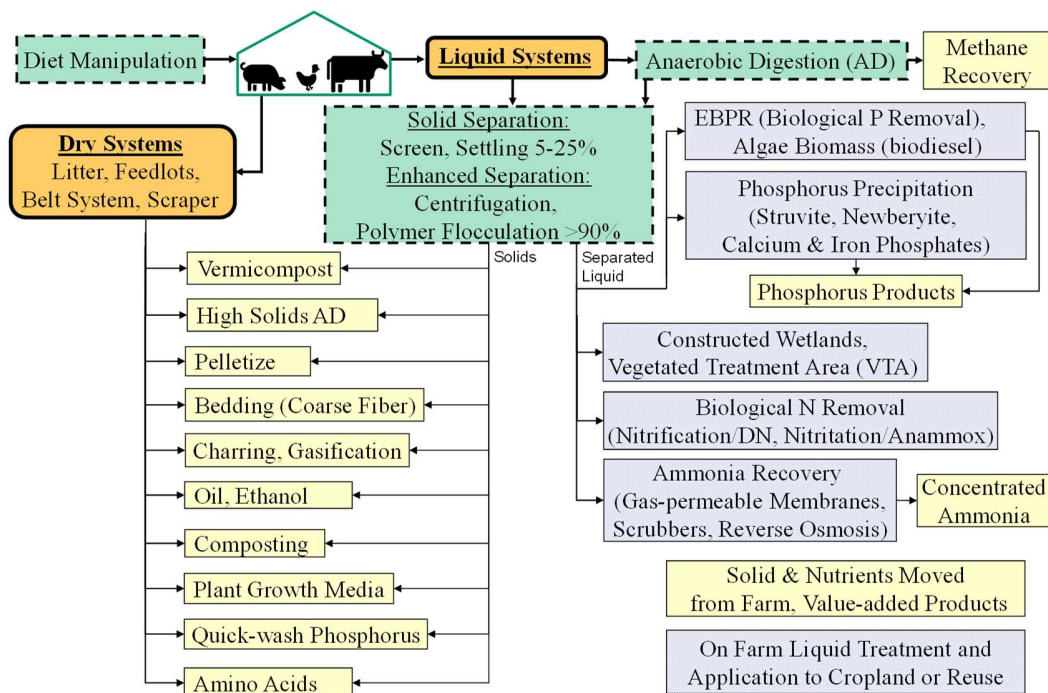 Diet Manipulation
Liquid Systems
Anaerobic Digestion (AD)
Methane
Recovery
Dry Systems
Litter, Feedlots,
Belt System, Scraper
Solid Separation:
Screen, Settling 5-25%
Enhanced Separation:
Centrifugation,
Polymer Flocculation >90%
Solids
Separated
Liquid
EBPR (Biological P Removal),
Algae Biomass (biodiesel)
Phosphorus Precipitation
(Struvite, Newberyite,
Calcium & Iron Phosphates)
Phosphorus Products
Vermicompost
High Solids AD
Pelletize
Bedding (Coarse Fiber)
Charring, Gasification
Oil, Ethanol
Composting
Plant Growth Media
Quick-wash Phosphorus
Amino Acids
Constructed Wetlands,
Vegetated Treatment Area (VTA)
Biological N Removal
(Nitrification/DN, Nitritation/Anammox)
Ammonia Recovery
(Gas-permeable Membranes,
Scrubbers, Reverse Osmosis)
Concentrated
Ammonia
Solid & Nutrients Moved
from Farm, Value-added Products
On Farm Liquid Treatment and
Application to Cropland or Reuse